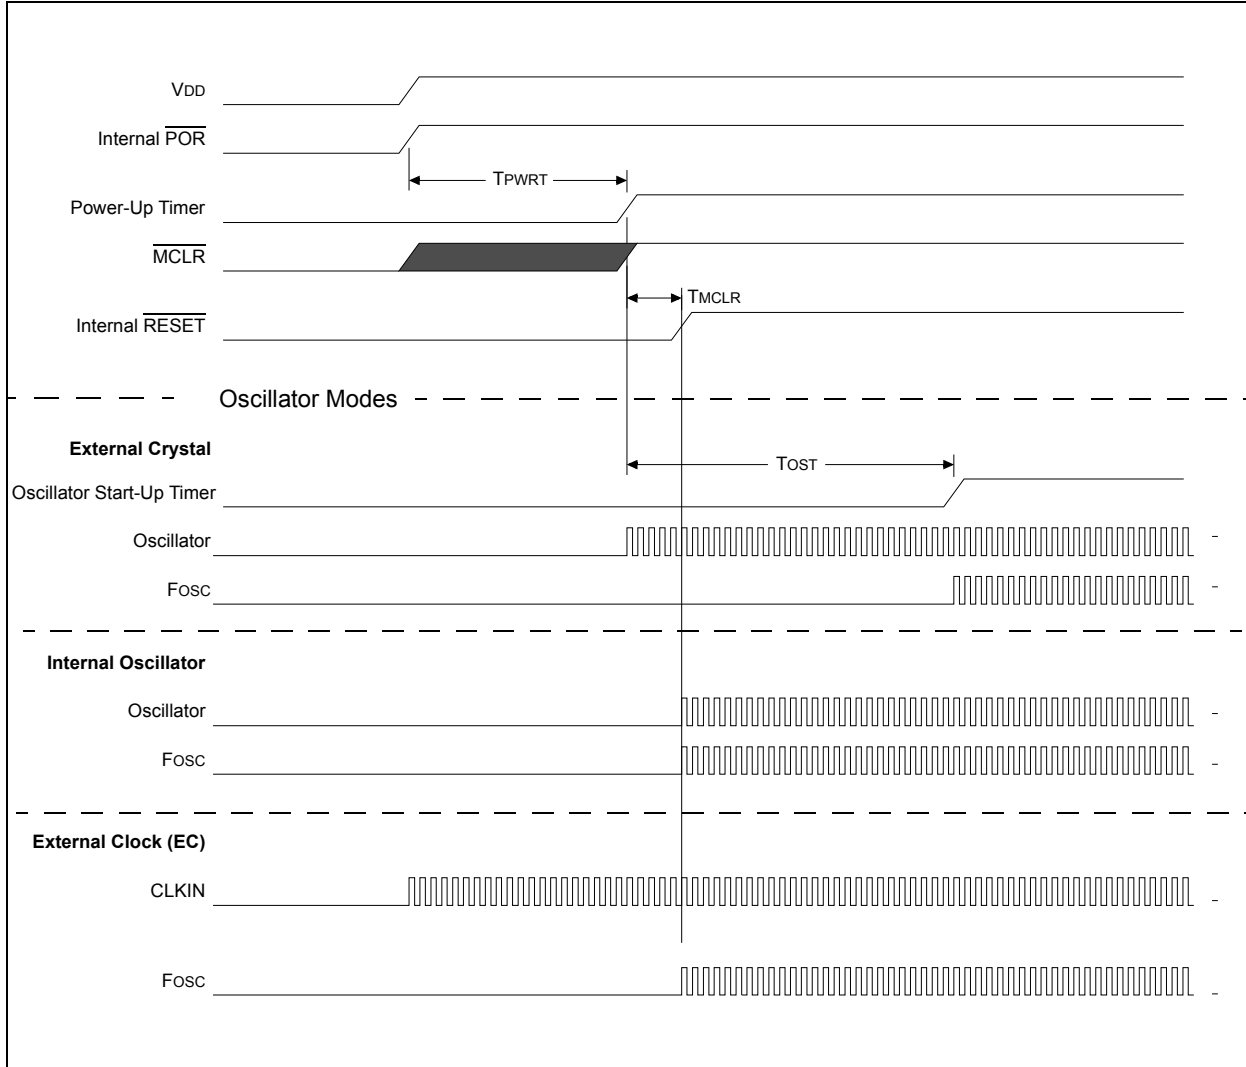 VDD
Internal POR
TPWRT
Power-Up Timer
MCLR
TMCLR
Internal RESET
Oscillator Modes
External Crystal
TOST
Oscillator Start-Up Timer
Oscillator
FOSC
Internal Oscillator
Oscillator
FOSC
External Clock (EC)
CLKIN
FOSC